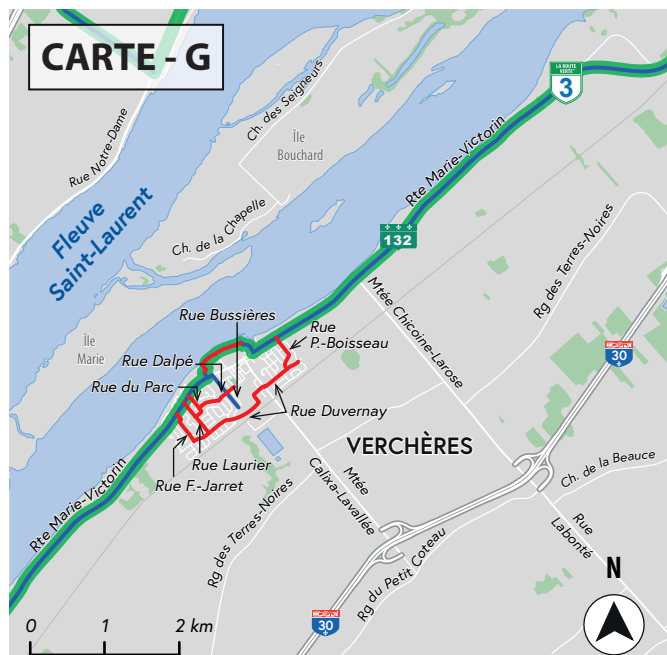 CARTE - G
LA ROUTE
VERTE
3
Ch. des Seigneurs
Île
Bouchard
Rue Notre-Dame
Rte Marie-Victorin
132
Fleuve
Saint-Laurent
Ch. de la Chapelle
Rg des Terres-Noires
Mtée Chicoine-Larose
Rue Bussières
Rue
P.-Boisseau
Île
Marie
Rue Dalpé
30
Rue du Parc
Rue Duvernay
VERCHÈRES
Rue Laurier
Rue F.-Jarret
Rte Marie-Victorin
Mtée
Calixa-Lavallée
Ch. de la Beauce
Rg des Terres-Noires
Rue
Labonté
Rg du Petit Coteau
N
30
0 1 2 km